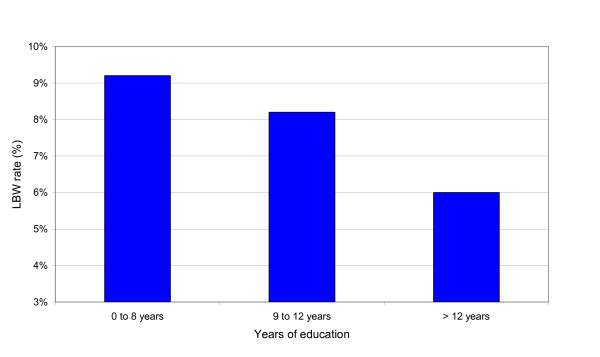 10%
9%
8%
7%
6%
5%
4%
3%
LBW rate (%)
0 to 8 years
9 to 12 years
> 12 years
Years of education